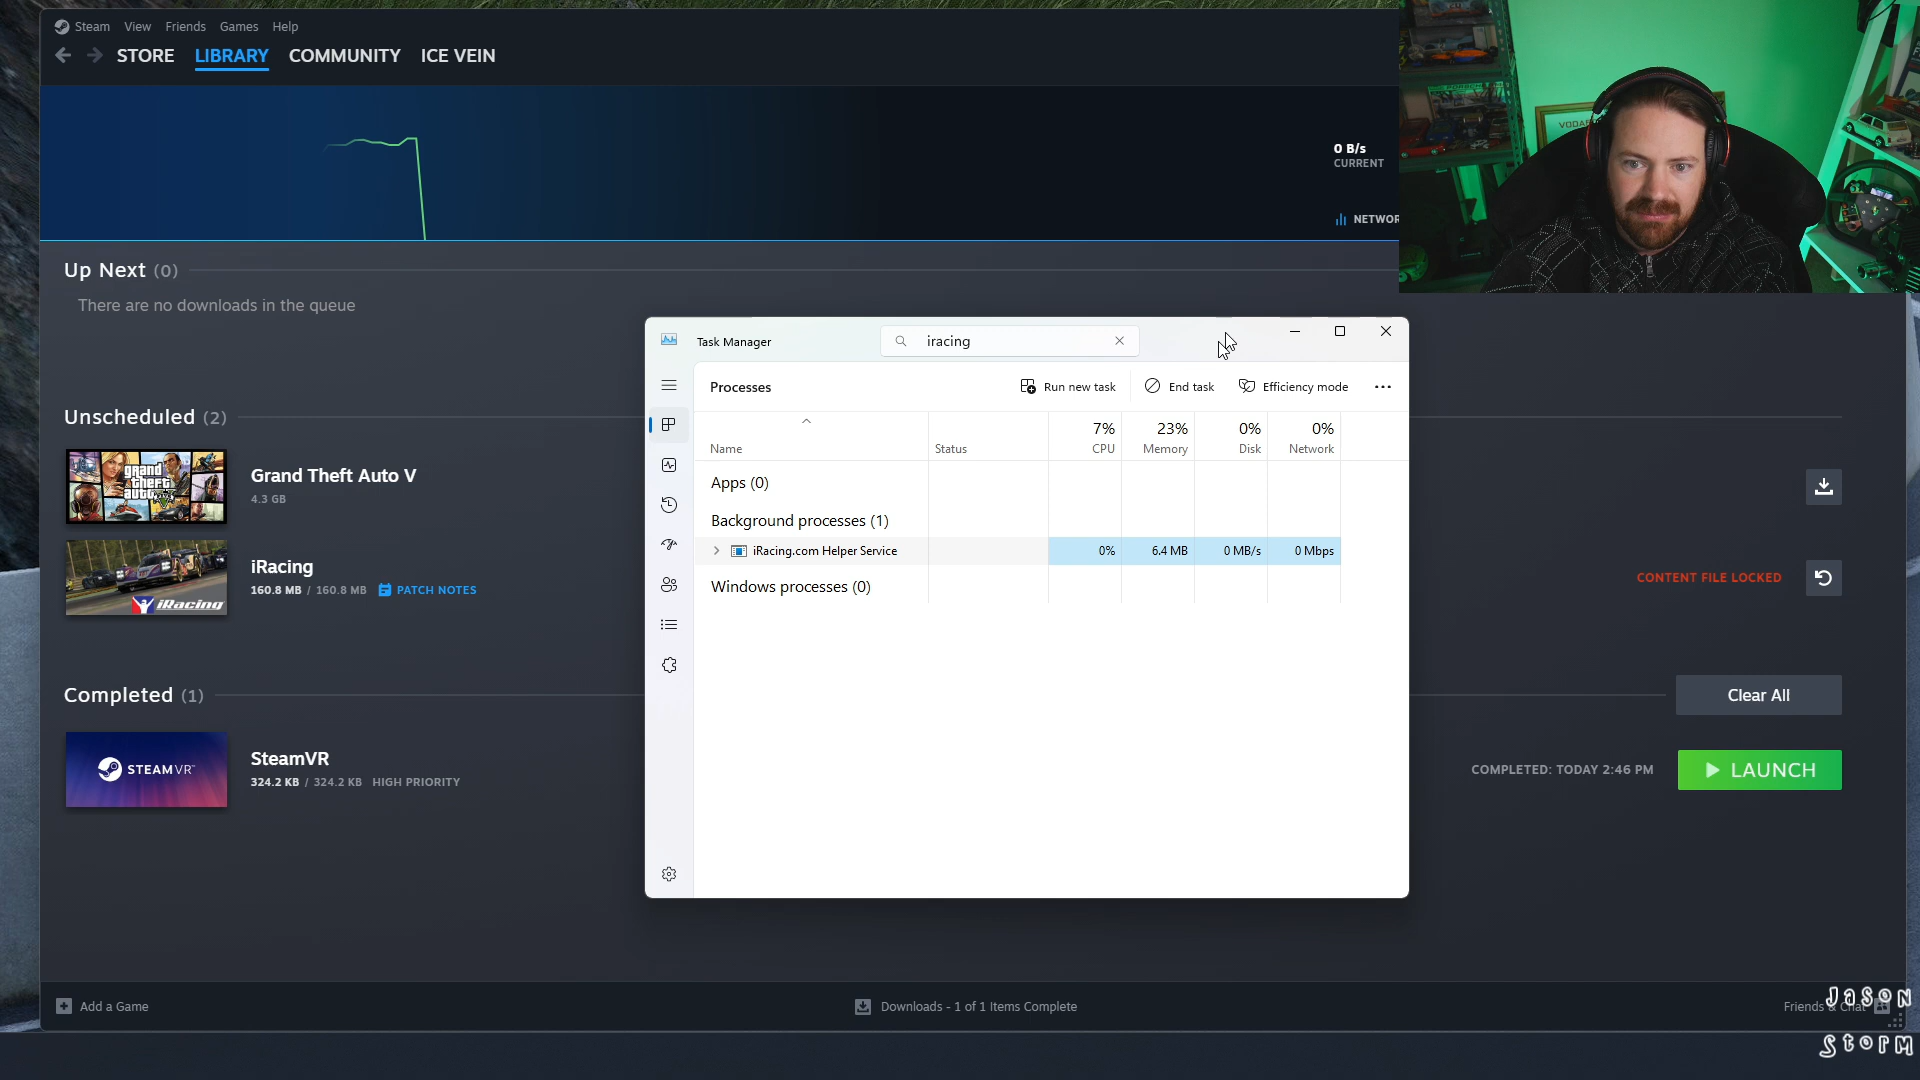 Steam View Friends Games Help
STORE LIBRARY COMMUNITY ICE VEIN
0 B/s
CURRENT
NETWOR
Up Next (0)
There are no downloads in the queue
Task Manager
iracing
Processes
Run new task
End task
Efficiency mode
7% 23% 0% 0%
Name Status CPU Memory Disk Network
Apps (0)
Background processes (1)
iRacing.com Helper Service 0% 6.4 MB 0 MB/s 0 Mbps
Windows processes (0)
Unscheduled (2)
grand theft auto V
Grand Theft Auto V
4.3 GB
iRacing
iRacing
160.8 MB / 160.8 MB PATCH NOTES
CONTENT FILE LOCKED
Completed (1)
Clear All
STEAMVR
SteamVR
324.2 KB / 324.2 KB HIGH PRIORITY
COMPLETED: TODAY 2:46 PM
LAUNCH
Add a Game
Downloads - 1 of 1 Items Complete
Friends & Chat
Jason
Storm